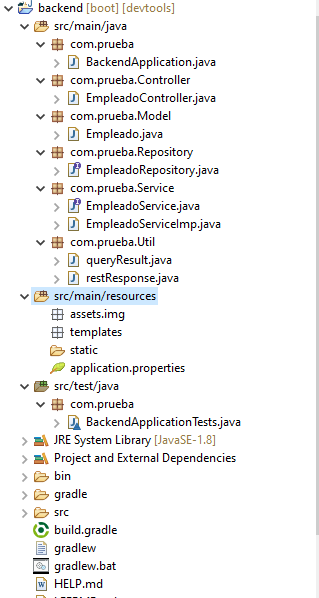 backend [boot] [devtools]
src/main/java
com.prueba
BackendApplication.java
com.prueba.Controller
EmpleadoController.java
com.prueba.Model
Empleado.java
com.prueba.Repository
EmpleadoRepository.java
com.prueba.Service
EmpleadoService.java
EmpleadoServiceImp.java
com.prueba.Util
queryResult.java
restResponse.java
src/main/resources
assets.img
templates
static
application.properties
src/test/java
com.prueba
BackendApplicationTests.java
JRE System Library [JavaSE-1.8]
Project and External Dependencies
bin
gradle
src
build.gradle
gradlew
gradlew.bat
HELP.md